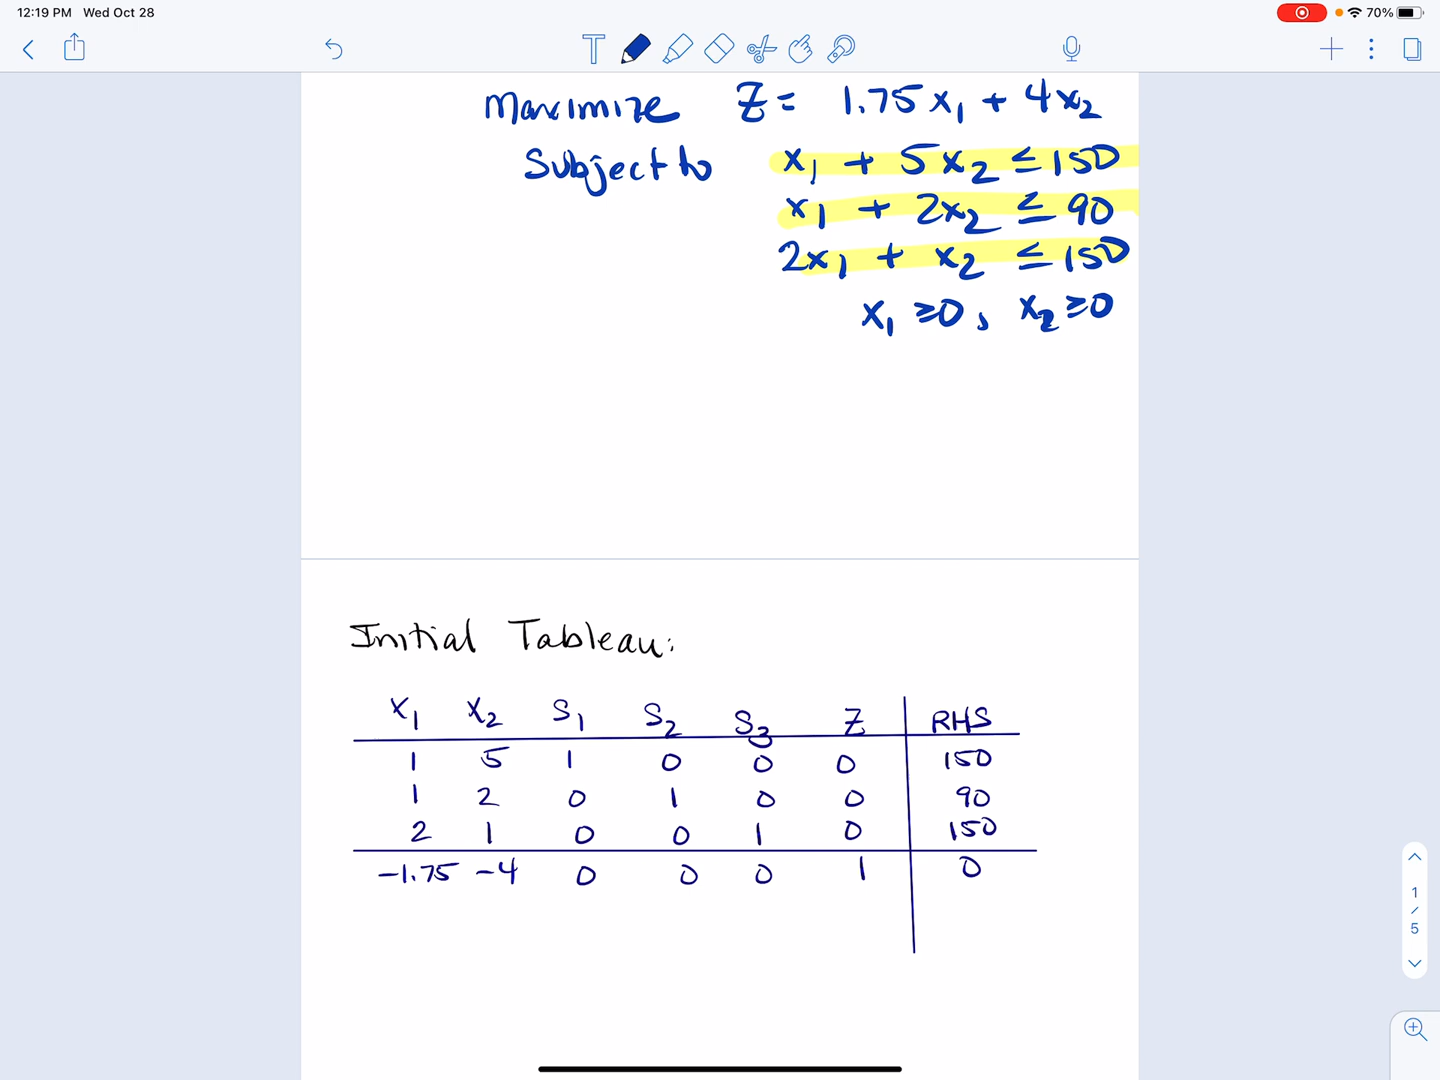 12:19 PM Wed Oct 28
70%
T
Maximize Z = 1.75x₁ + 4x₂
Subject to x₁ + 5x₂ ≤ 150
x₁ + 2x₂ ≤ 90
2x₁ + x₂ ≤ 150
x₁ ≥ 0, x₂ ≥ 0
Initial Tableau:
x₁ x₂ S₁ S₂ S₃ Z RHS
1 5 1 0 0 0 150
1 2 0 1 0 0 90
2 1 0 0 1 0 150
-1.75 -4 0 0 0 1 0
1
/
5